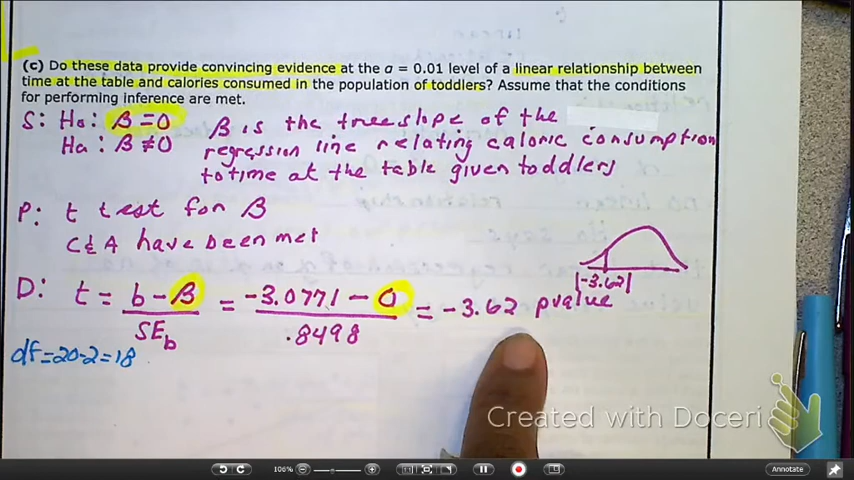 (c) Do these data provide convincing evidence at the a = 0.01 level of a linear relationship between
time at the table and calories consumed in the population of toddlers? Assume that the conditions
for performing inference are met.
S: Ho: β = 0 β is the true slope of the
Ha: β ≠ 0 regression line relating caloric consumption
to time at the table given toddlers
P: t test for β
C & A have been met
|-3.62|
D: t = b - β / SEb = -3.0771 - 0 / .8498 = -3.62 pvalue
df = 20-2 = 18
Created with Doceri
106%
Annotate